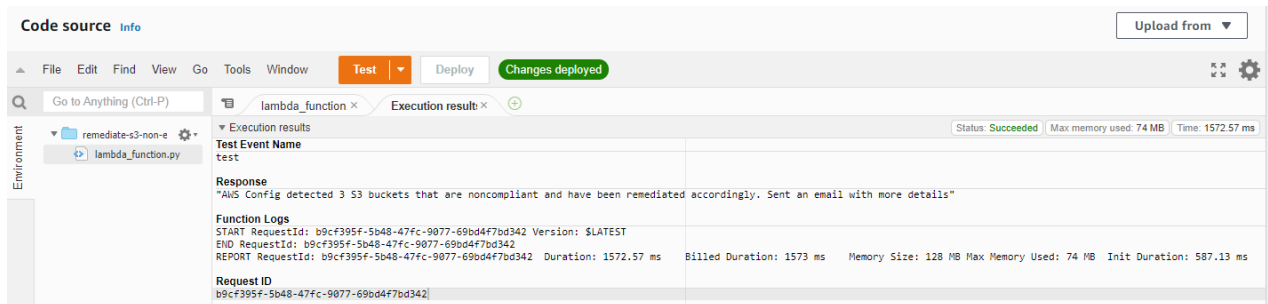 Code source Info
Upload from
File Edit Find View Go Tools Window Test Deploy Changes deployed
Go to Anything (Ctrl-P)
lambda_function × Execution results ×
Environment
remediate-s3-non-e
lambda_function.py
Execution results
Status: Succeeded Max memory used: 74 MB Time: 1572.57 ms
Test Event Name
test
Response
"AWS Config detected 3 S3 buckets that are noncompliant and have been remediated accordingly. Sent an email with more details"
Function Logs
START RequestId: b9cf395f-5b48-47fc-9077-69bd4f7bd342 Version: $LATEST
END RequestId: b9cf395f-5b48-47fc-9077-69bd4f7bd342
REPORT RequestId: b9cf395f-5b48-47fc-9077-69bd4f7bd342 Duration: 1572.57 ms Billed Duration: 1573 ms Memory Size: 128 MB Max Memory Used: 74 MB Init Duration: 587.13 ms
Request ID
b9cf395f-5b48-47fc-9077-69bd4f7bd342